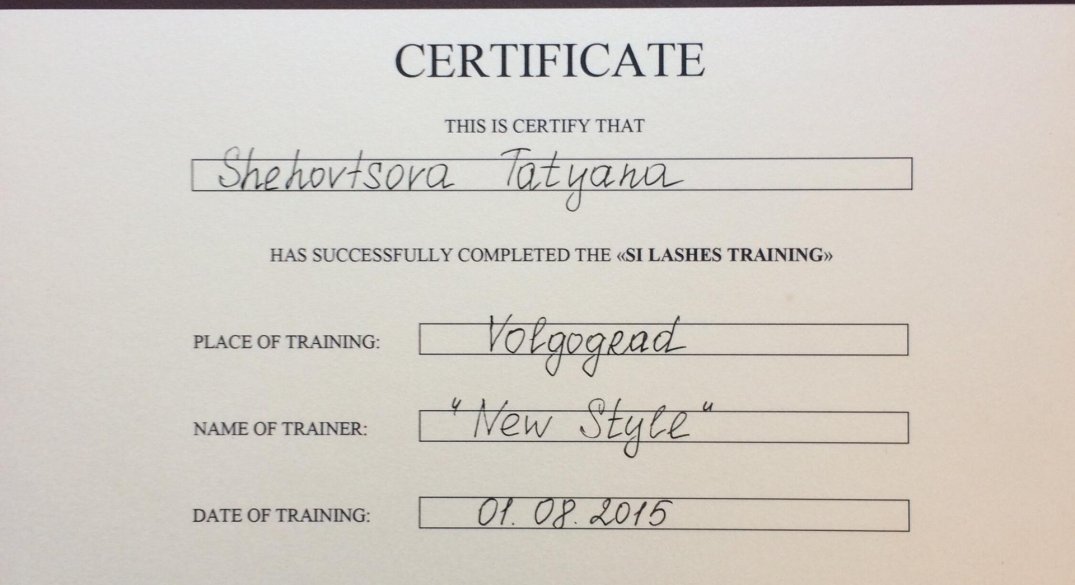 CERTIFICATE
THIS IS CERTIFY THAT
Shehovtsova Tatyana
HAS SUCCESSFULLY COMPLETED THE «SI LASHES TRAINING»
PLACE OF TRAINING: Volgograd
NAME OF TRAINER: "New Style"
DATE OF TRAINING: 01.08.2015